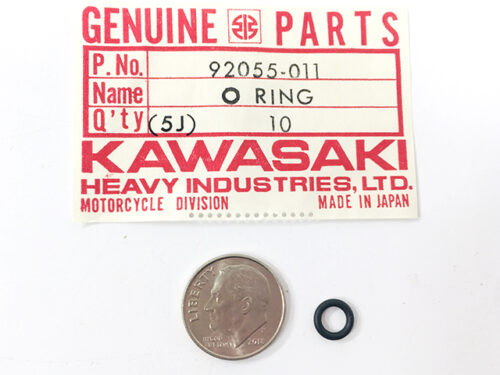 GENUINE PARTS
P. No. 92055-011
Name O RING
Q'ty (5J) 10
KAWASAKI
HEAVY INDUSTRIES, LTD.
MOTORCYCLE DIVISION MADE IN JAPAN
LIBERTY